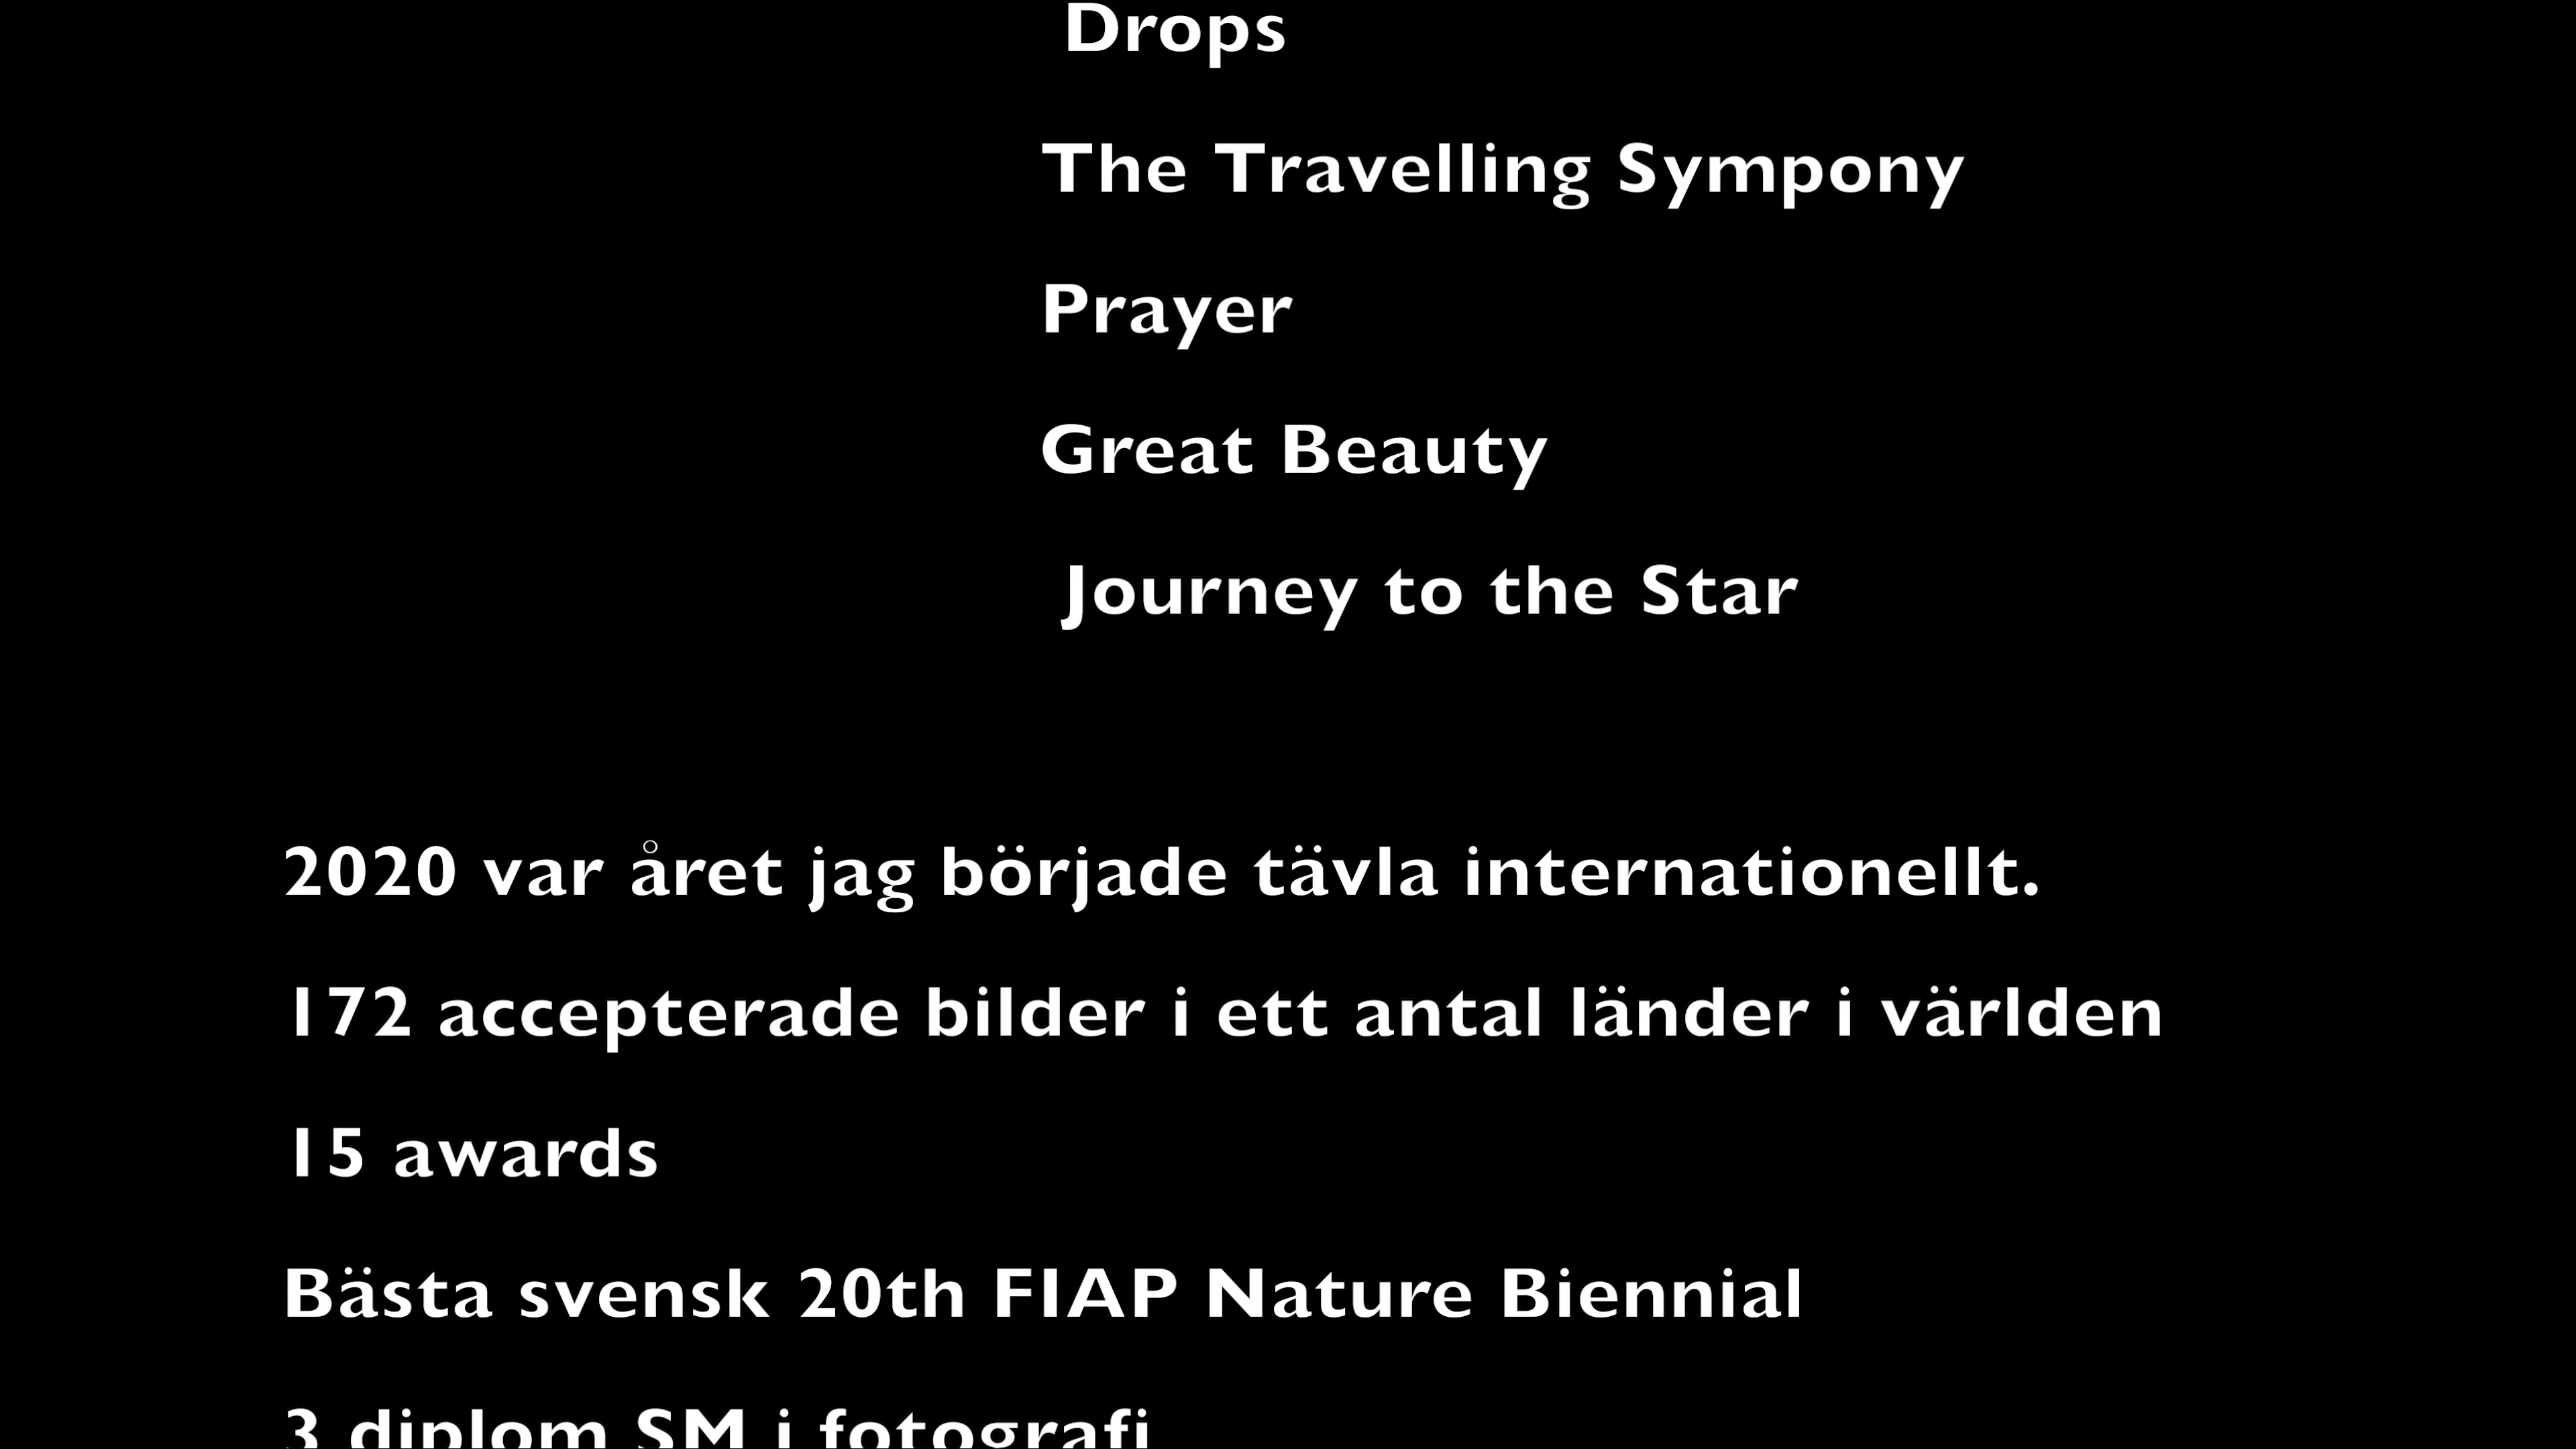 Drops
The Travelling Sympony
Prayer
Great Beauty
Journey to the Star
2020 var året jag började tävla internationellt.
172 accepterade bilder i ett antal länder i världen
15 awards
Bästa svensk 20th FIAP Nature Biennial
3 diplom SM i fotografi